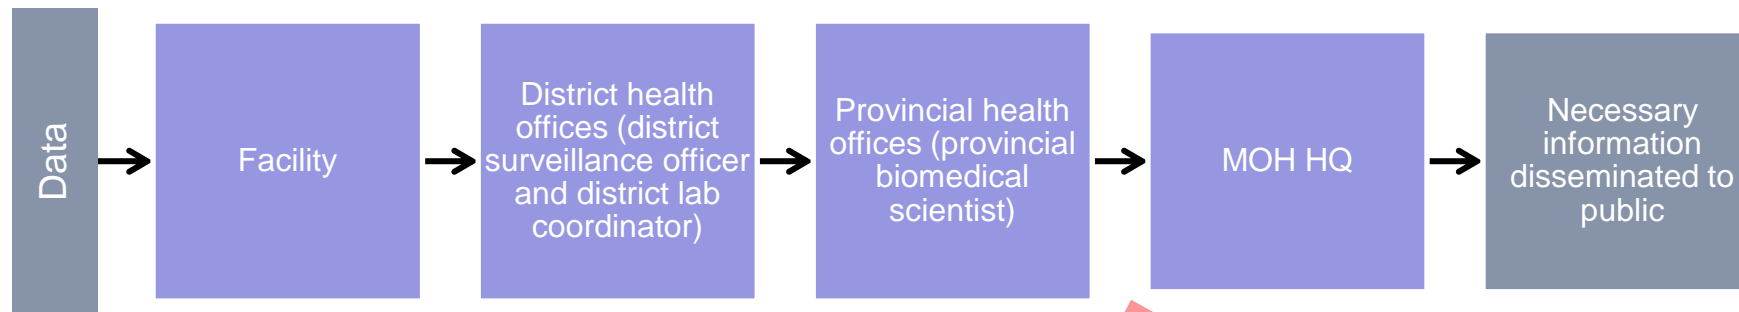 Data
Facility
District health
offices (district
surveillance officer
and district lab
coordinator)
Provincial health
offices (provincial
biomedical
scientist)
MOH HQ
Necessary
information
disseminated to
public